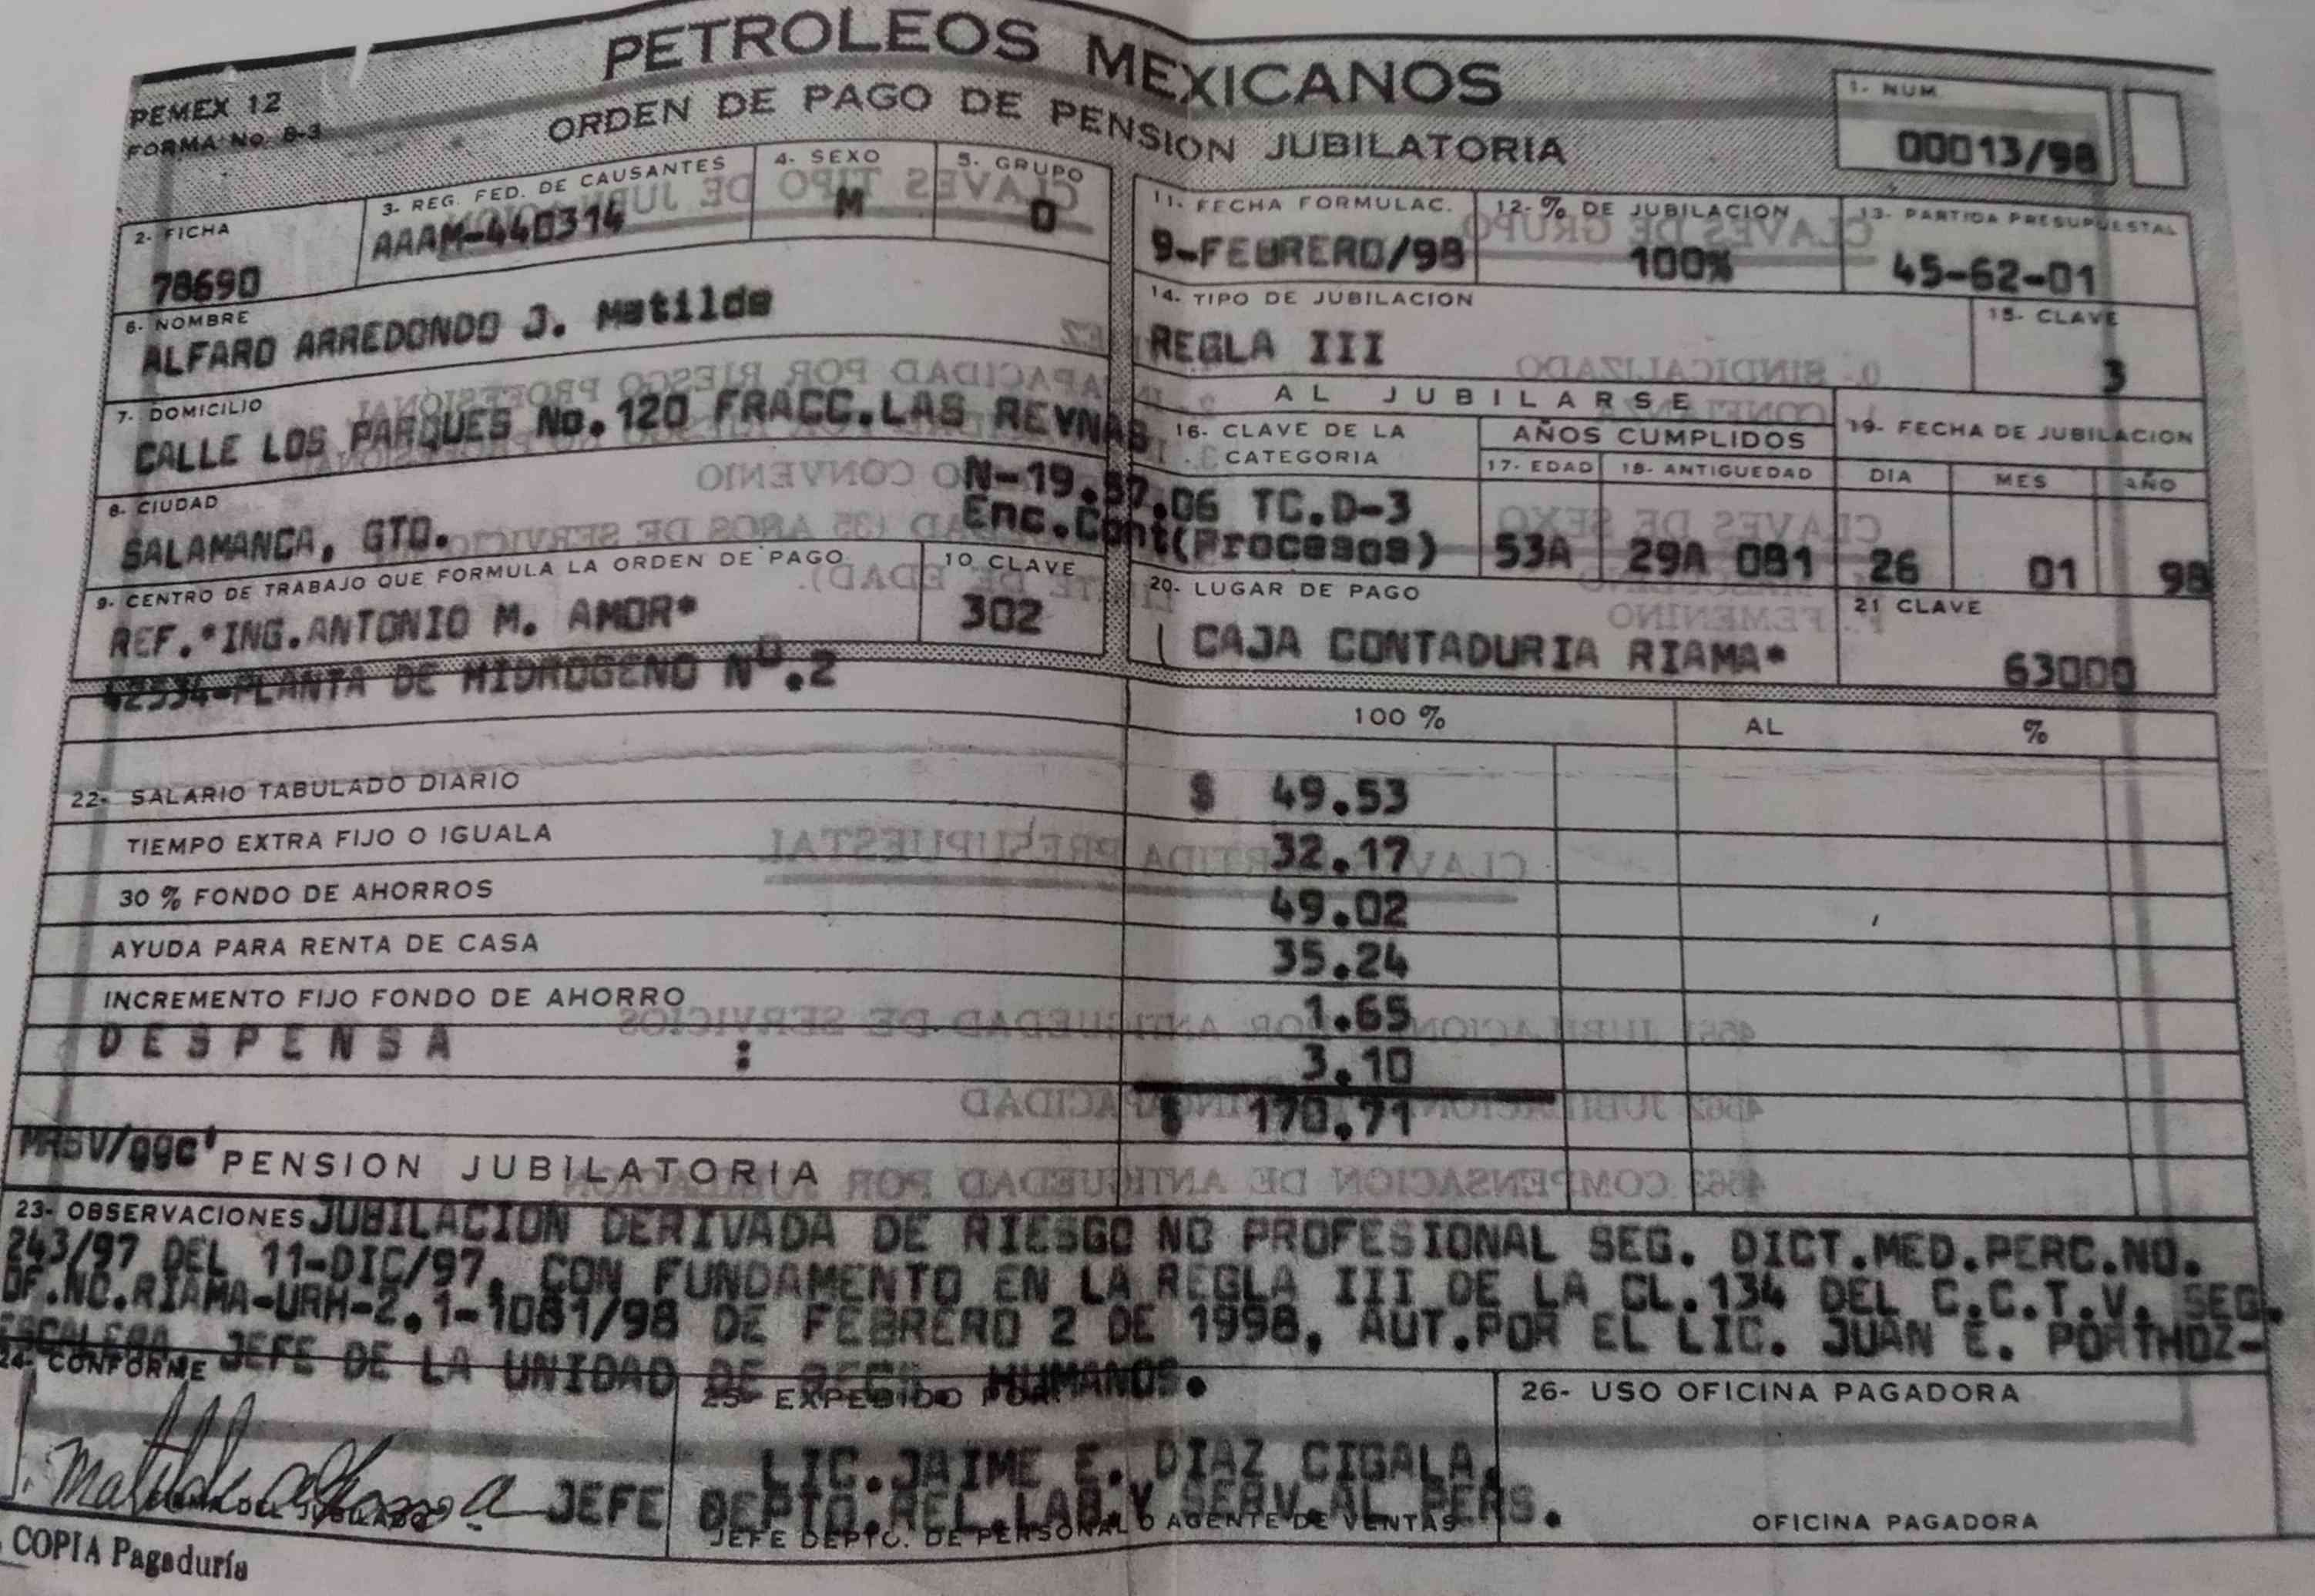 PETROLEOS MEXICANOS
ORDEN DE PAGO DE PENSION JUBILATORIA
PEMEX 12
FORMA No. B-3
1- NUM.
00013/98
2- FICHA
78690
3- REG. FED. DE CAUSANTES
AAAM-440314
4- SEXO
M
5- GRUPO
0
6- NOMBRE
ALFARO ARREDONDO J. Matilde
7- DOMICILIO
CALLE LOS PARQUES No.120 FRACC.LAS REYNAS
8- CIUDAD
SALAMANCA, GTO.
9- CENTRO DE TRABAJO QUE FORMULA LA ORDEN DE PAGO
REF."ING.ANTONIO M. AMOR"
10 CLAVE
302
42534-PLANTA DE HIDROGENO Nº.2
11- FECHA FORMULAC.
9-FEBRERO/98
12- % DE JUBILACION
100%
13- PARTIDA PRESUPUESTAL
45-62-01
14- TIPO DE JUBILACION
REGLA III
15- CLAVE
3
AL JUBILARSE
16- CLAVE DE LA CATEGORIA
N-19.57.06 TC.D-3
Enc.Cont(Procesos)
AÑOS CUMPLIDOS
17- EDAD
53A
18- ANTIGUEDAD
29A 081
19- FECHA DE JUBILACION
DIA MES AÑO
26 01 98
20- LUGAR DE PAGO
CAJA CONTADURIA RIAMA"
21 CLAVE
63000
100 % AL %
22- SALARIO TABULADO DIARIO $ 49.53
TIEMPO EXTRA FIJO O IGUALA 32.17
30 % FONDO DE AHORROS 49.02
AYUDA PARA RENTA DE CASA 35.24
INCREMENTO FIJO FONDO DE AHORRO 1.65
DESPENSA : 3.10
$ 170.71
PENSION JUBILATORIA
23- OBSERVACIONES JUBILACION DERIVADA DE RIESGO NO PROFESIONAL SEG. DICT.MED.PERC.NO.
243/97 DEL 11-DIC/97, CON FUNDAMENTO EN LA REGLA III DE LA CL.134 DEL C.C.T.V. SEG.
OF.NO.RIAMA-URH-2.1-1081/98 DE FEBRERO 2 DE 1998, AUT.POR EL LIC. JUAN E. PORTHOZ-
ESCALERA, JEFE DE LA UNIDAD DE RECS. HUMANOS.
24- CONFORME
FIRMA DEL JUBILADO
25- EXPEDIDO POR:
LIC.JAIME E. DIAZ CIGALA,
JEFE DEPTO.REL.LAB.Y SERV.AL PERS.
JEFE DEPTO. DE PERSONAL O AGENTE DE VENTAS
26- USO OFICINA PAGADORA
OFICINA PAGADORA
COPIA Pagaduría